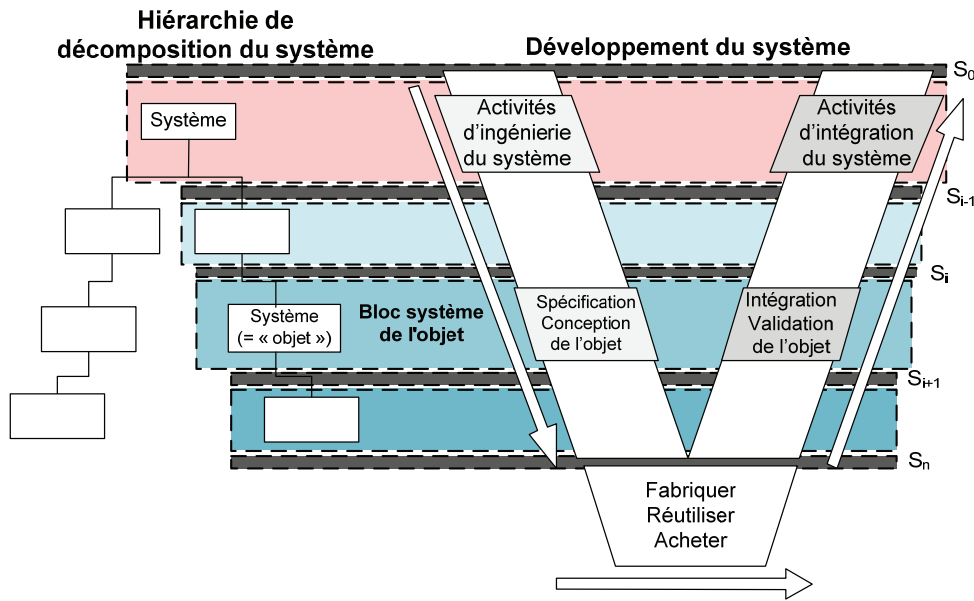 Hiérarchie de
décomposition du système
Développement du système
S0
Système
Activités
d'ingénierie
du système
Activités
d'intégration
du système
Si-1
Si
Système
(= « objet »)
Bloc système
de l'objet
Spécification
Conception
de l'objet
Intégration
Validation
de l'objet
Si+1
Sn
Fabriquer
Réutiliser
Acheter